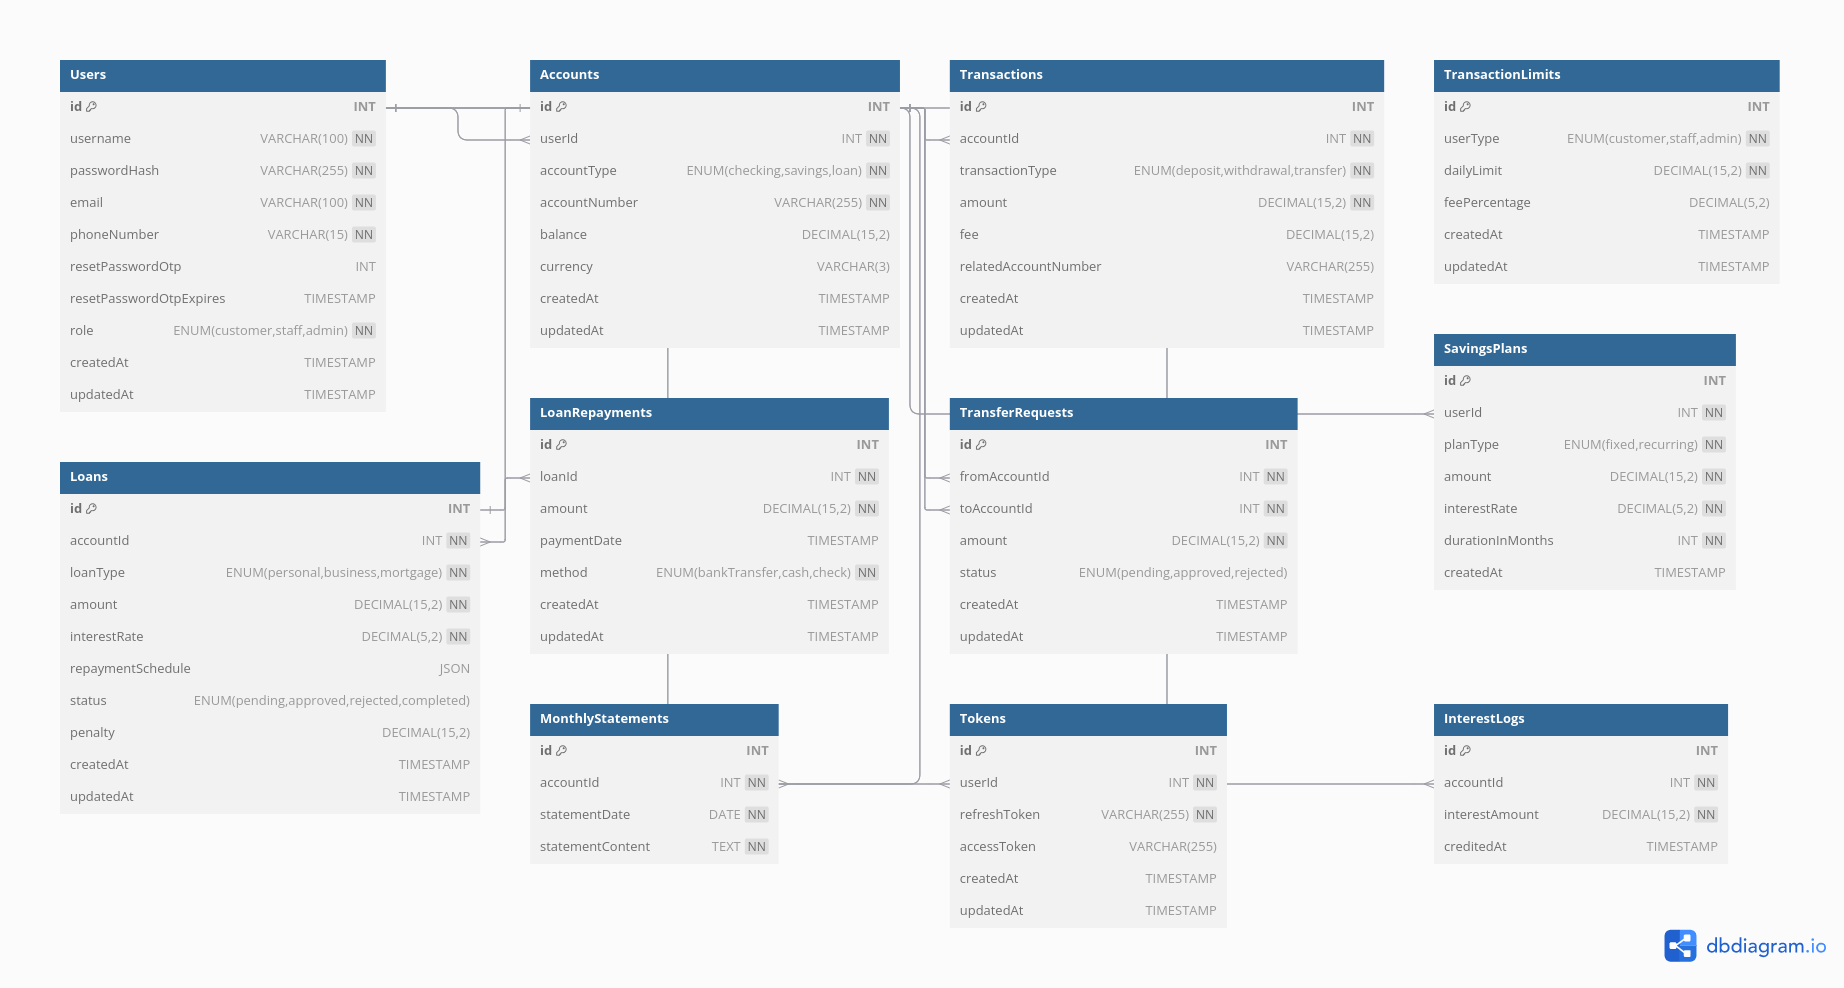 Users
id INT
username VARCHAR(100) NN
passwordHash VARCHAR(255) NN
email VARCHAR(100) NN
phoneNumber VARCHAR(15) NN
resetPasswordOtp INT
resetPasswordOtpExpires TIMESTAMP
role ENUM(customer,staff,admin) NN
createdAt TIMESTAMP
updatedAt TIMESTAMP
Accounts
id INT
userId INT NN
accountType ENUM(checking,savings,loan) NN
accountNumber VARCHAR(255) NN
balance DECIMAL(15,2)
currency VARCHAR(3)
createdAt TIMESTAMP
updatedAt TIMESTAMP
Transactions
id INT
accountId INT NN
transactionType ENUM(deposit,withdrawal,transfer) NN
amount DECIMAL(15,2) NN
fee DECIMAL(15,2)
relatedAccountNumber VARCHAR(255)
createdAt TIMESTAMP
updatedAt TIMESTAMP
TransactionLimits
id INT
userType ENUM(customer,staff,admin) NN
dailyLimit DECIMAL(15,2) NN
feePercentage DECIMAL(5,2)
createdAt TIMESTAMP
updatedAt TIMESTAMP
Loans
id INT
accountId INT NN
loanType ENUM(personal,business,mortgage) NN
amount DECIMAL(15,2) NN
interestRate DECIMAL(5,2) NN
repaymentSchedule JSON
status ENUM(pending,approved,rejected,completed)
penalty DECIMAL(15,2)
createdAt TIMESTAMP
updatedAt TIMESTAMP
LoanRepayments
id INT
loanId INT NN
amount DECIMAL(15,2) NN
paymentDate TIMESTAMP
method ENUM(bankTransfer,cash,check) NN
createdAt TIMESTAMP
updatedAt TIMESTAMP
TransferRequests
id INT
fromAccountId INT NN
toAccountId INT NN
amount DECIMAL(15,2) NN
status ENUM(pending,approved,rejected)
createdAt TIMESTAMP
updatedAt TIMESTAMP
SavingsPlans
id INT
userId INT NN
planType ENUM(fixed,recurring) NN
amount DECIMAL(15,2) NN
interestRate DECIMAL(5,2) NN
durationInMonths INT NN
createdAt TIMESTAMP
MonthlyStatements
id INT
accountId INT NN
statementDate DATE NN
statementContent TEXT NN
Tokens
id INT
userId INT NN
refreshToken VARCHAR(255) NN
accessToken VARCHAR(255)
createdAt TIMESTAMP
updatedAt TIMESTAMP
InterestLogs
id INT
accountId INT NN
interestAmount DECIMAL(15,2) NN
creditedAt TIMESTAMP
dbdiagram.io